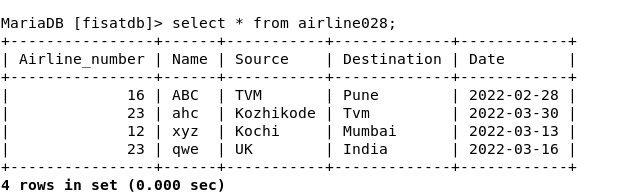 MariaDB [fisatdb]> select * from airline028;
+----------------+------+-----------+-------------+------------+
| Airline_number | Name | Source    | Destination | Date       |
+----------------+------+-----------+-------------+------------+
|             16 | ABC  | TVM       | Pune        | 2022-02-28 |
|             23 | ahc  | Kozhikode | Tvm         | 2022-03-30 |
|             12 | xyz  | Kochi     | Mumbai      | 2022-03-13 |
|             23 | qwe  | UK        | India       | 2022-03-16 |
+----------------+------+-----------+-------------+------------+
4 rows in set (0.000 sec)